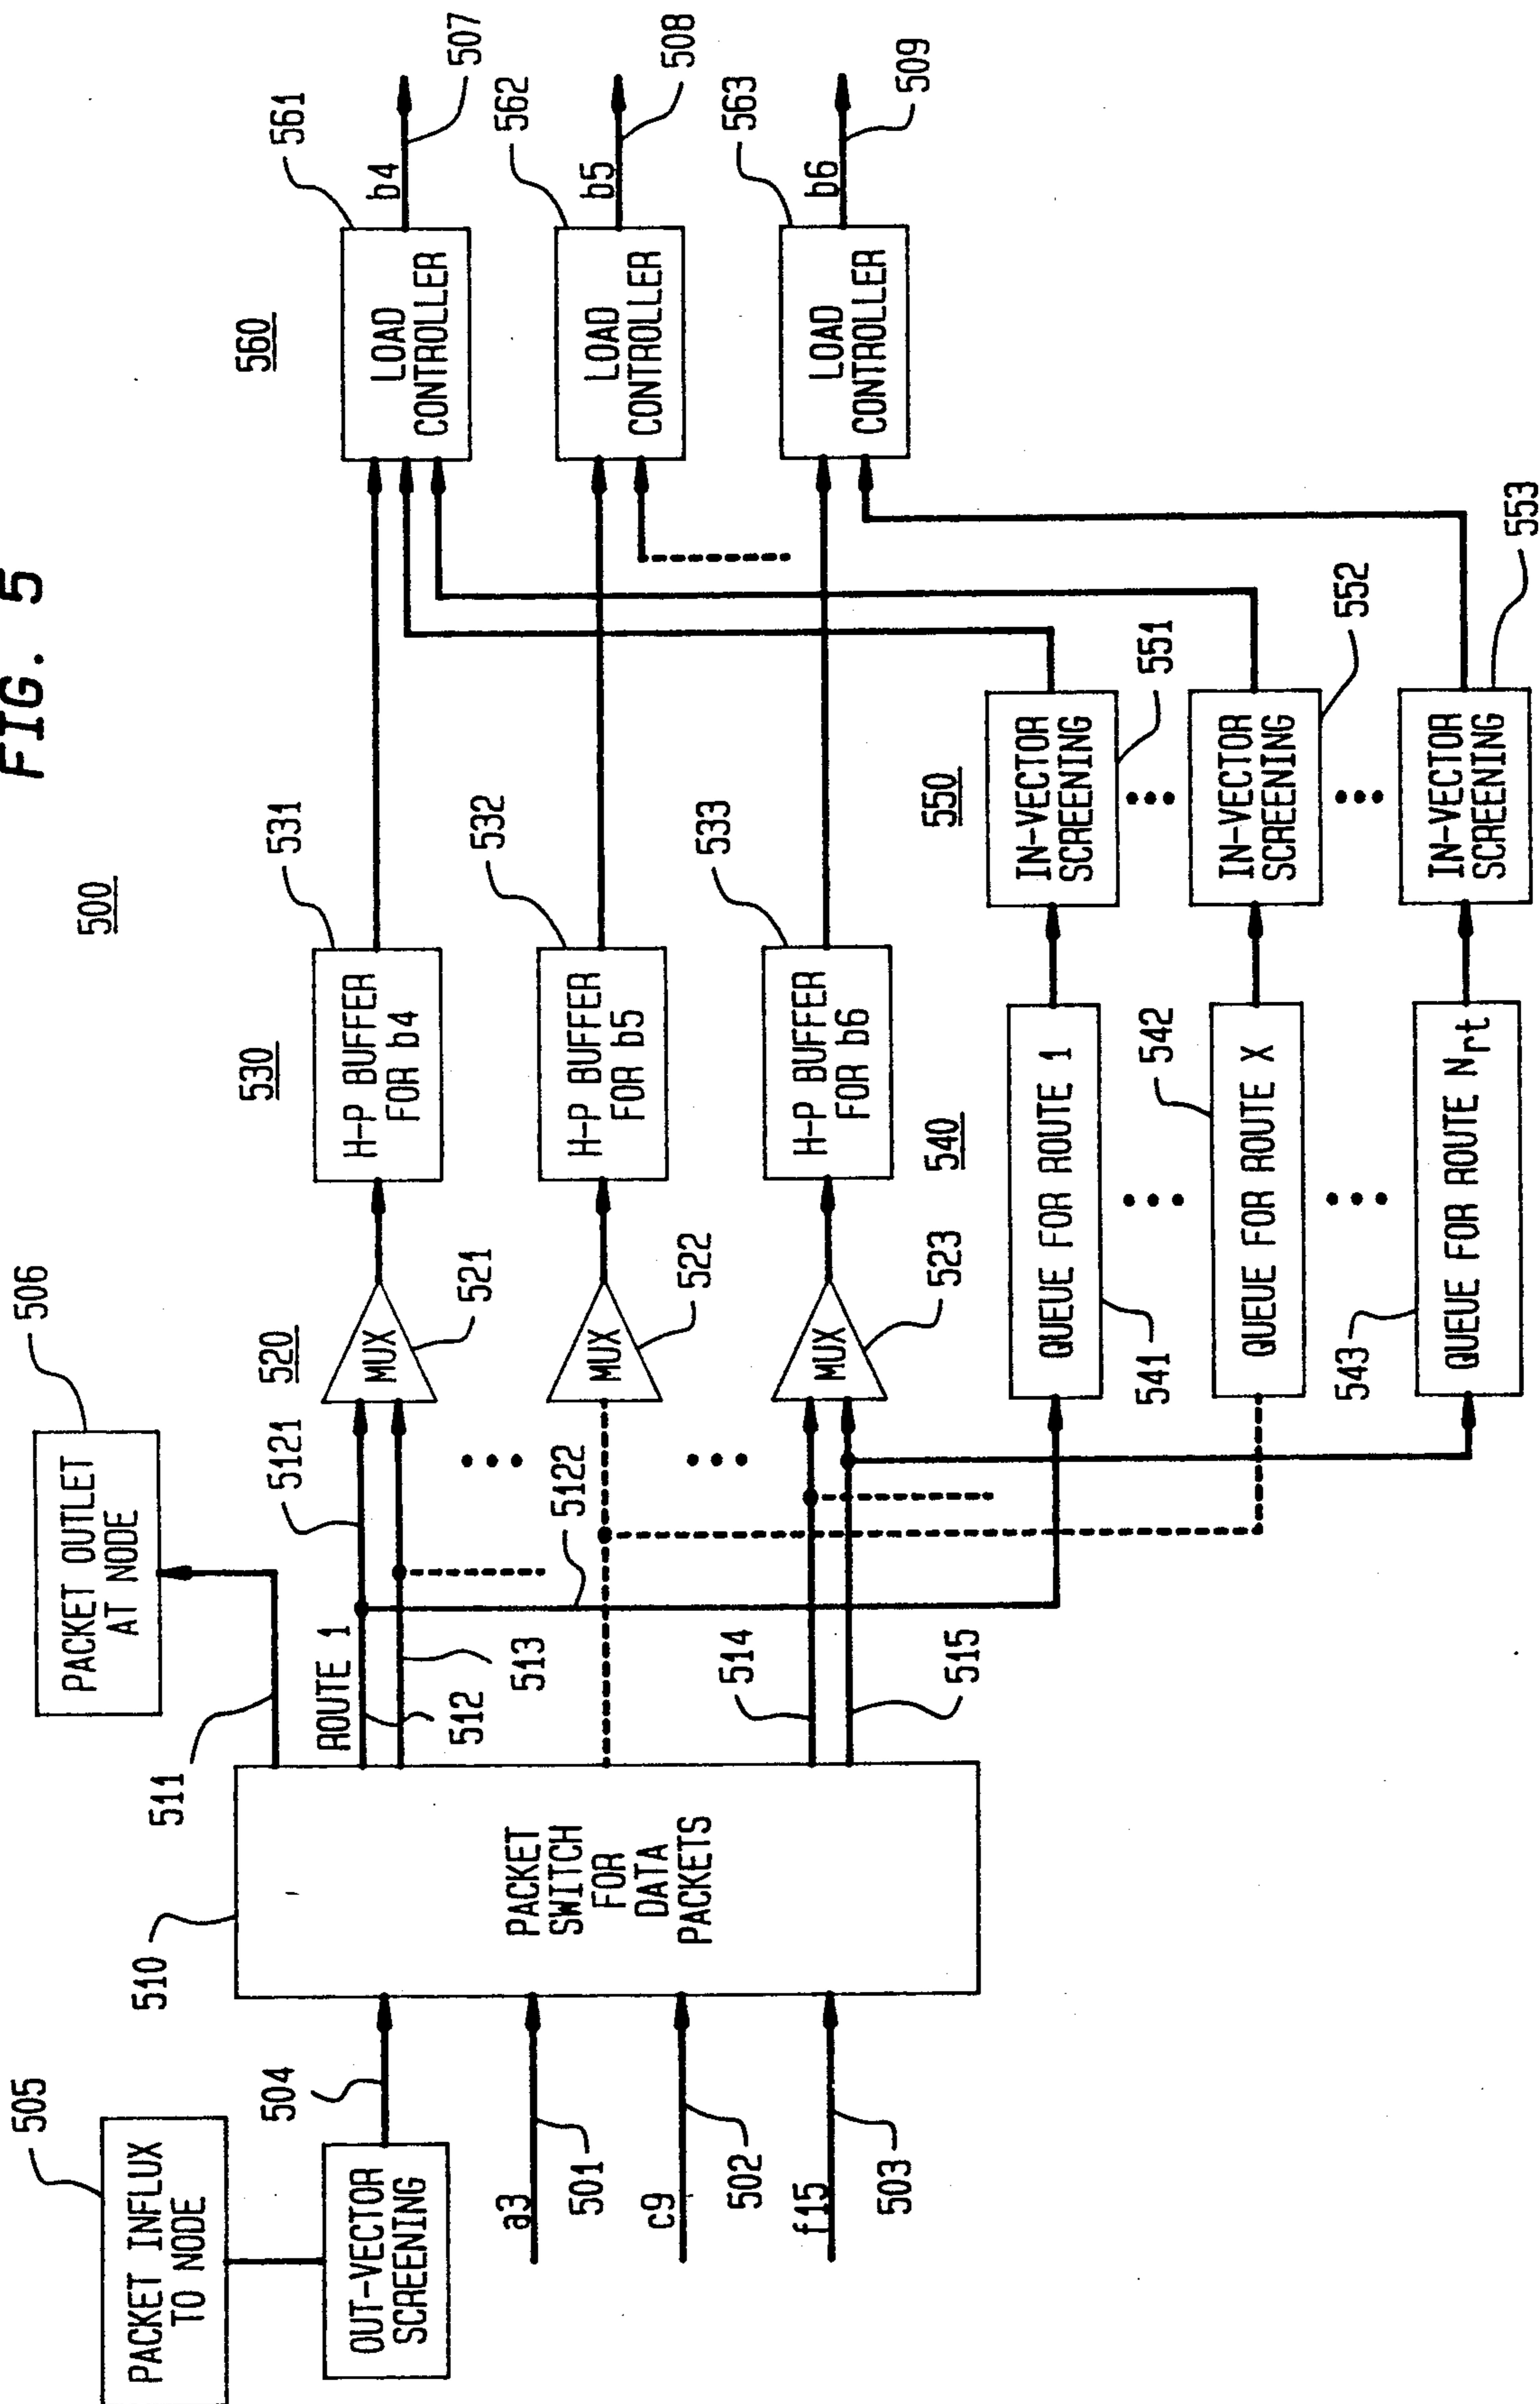 FIG. 5
500
505
PACKET INFLUX
TO NODE
OUT-VECTOR
SCREENING
504
a3
501
c9
502
f15
503
510
PACKET
SWITCH
FOR
DATA
PACKETS
511
506
PACKET OUTLET
AT NODE
ROUTE 1
512
513
514
515
5121
5122
520
MUX
521
MUX
522
MUX
523
530
531
H-P BUFFER
FOR b4
532
H-P BUFFER
FOR b5
533
H-P BUFFER
FOR b6
540
QUEUE FOR ROUTE 1
541
542
QUEUE FOR ROUTE X
543
QUEUE FOR ROUTE Nrt
550
IN-VECTOR
SCREENING
551
IN-VECTOR
SCREENING
552
IN-VECTOR
SCREENING
553
560
561
LOAD
CONTROLLER
b4
507
562
LOAD
CONTROLLER
b5
508
563
LOAD
CONTROLLER
b6
509